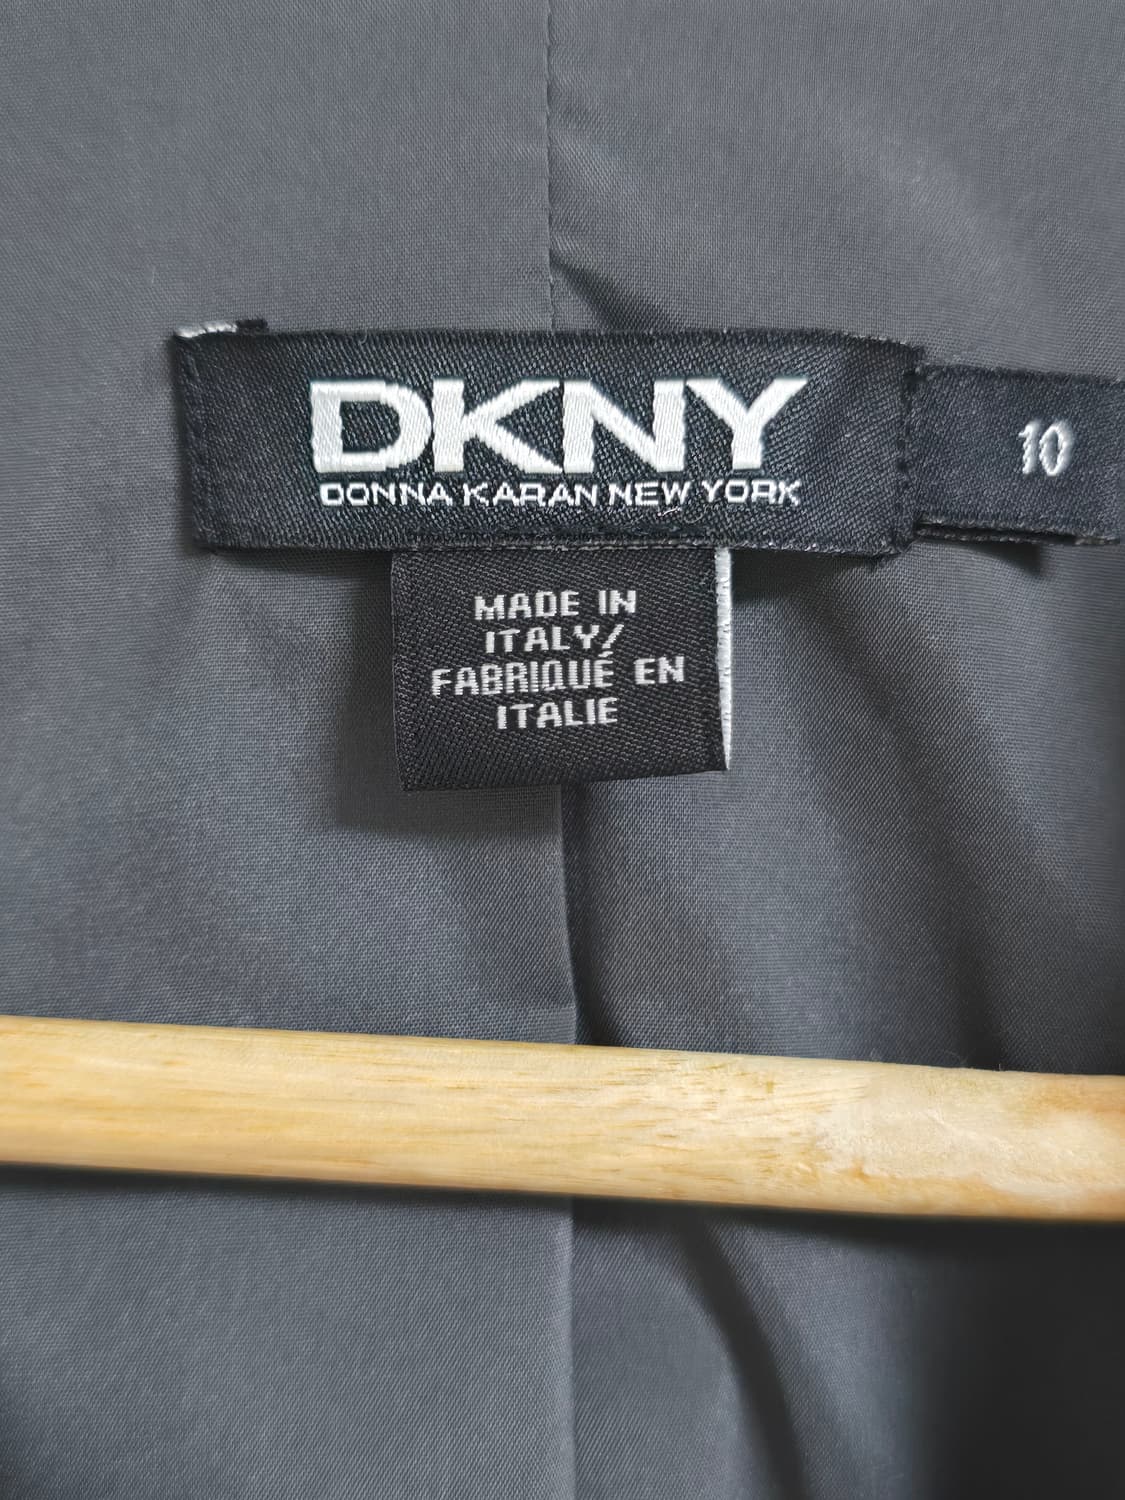 DKNY
DONNA KARAN NEW YORK
10
MADE IN
ITALY/
FABRIQUÉ EN
ITALIE